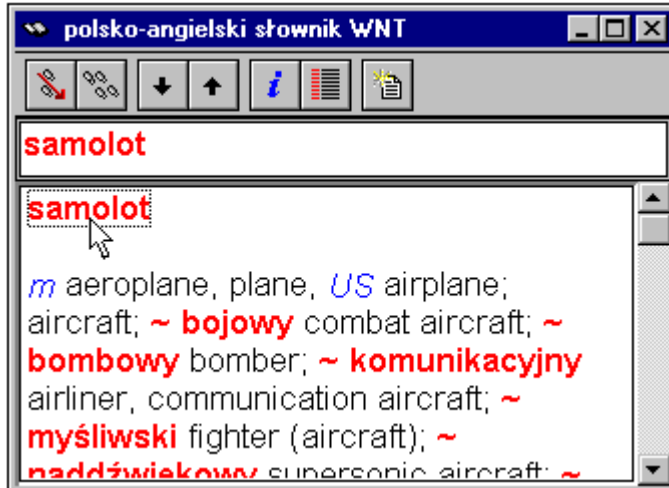 polsko-angielski słownik WNT
i
samolot
samolot
m aeroplane, plane, US airplane;
aircraft; ~ bojowy combat aircraft; ~
bombowy bomber; ~ komunikacyjny
airliner, communication aircraft; ~
myśliwski fighter (aircraft); ~
naddźwiękowy supersonic aircraft; ~